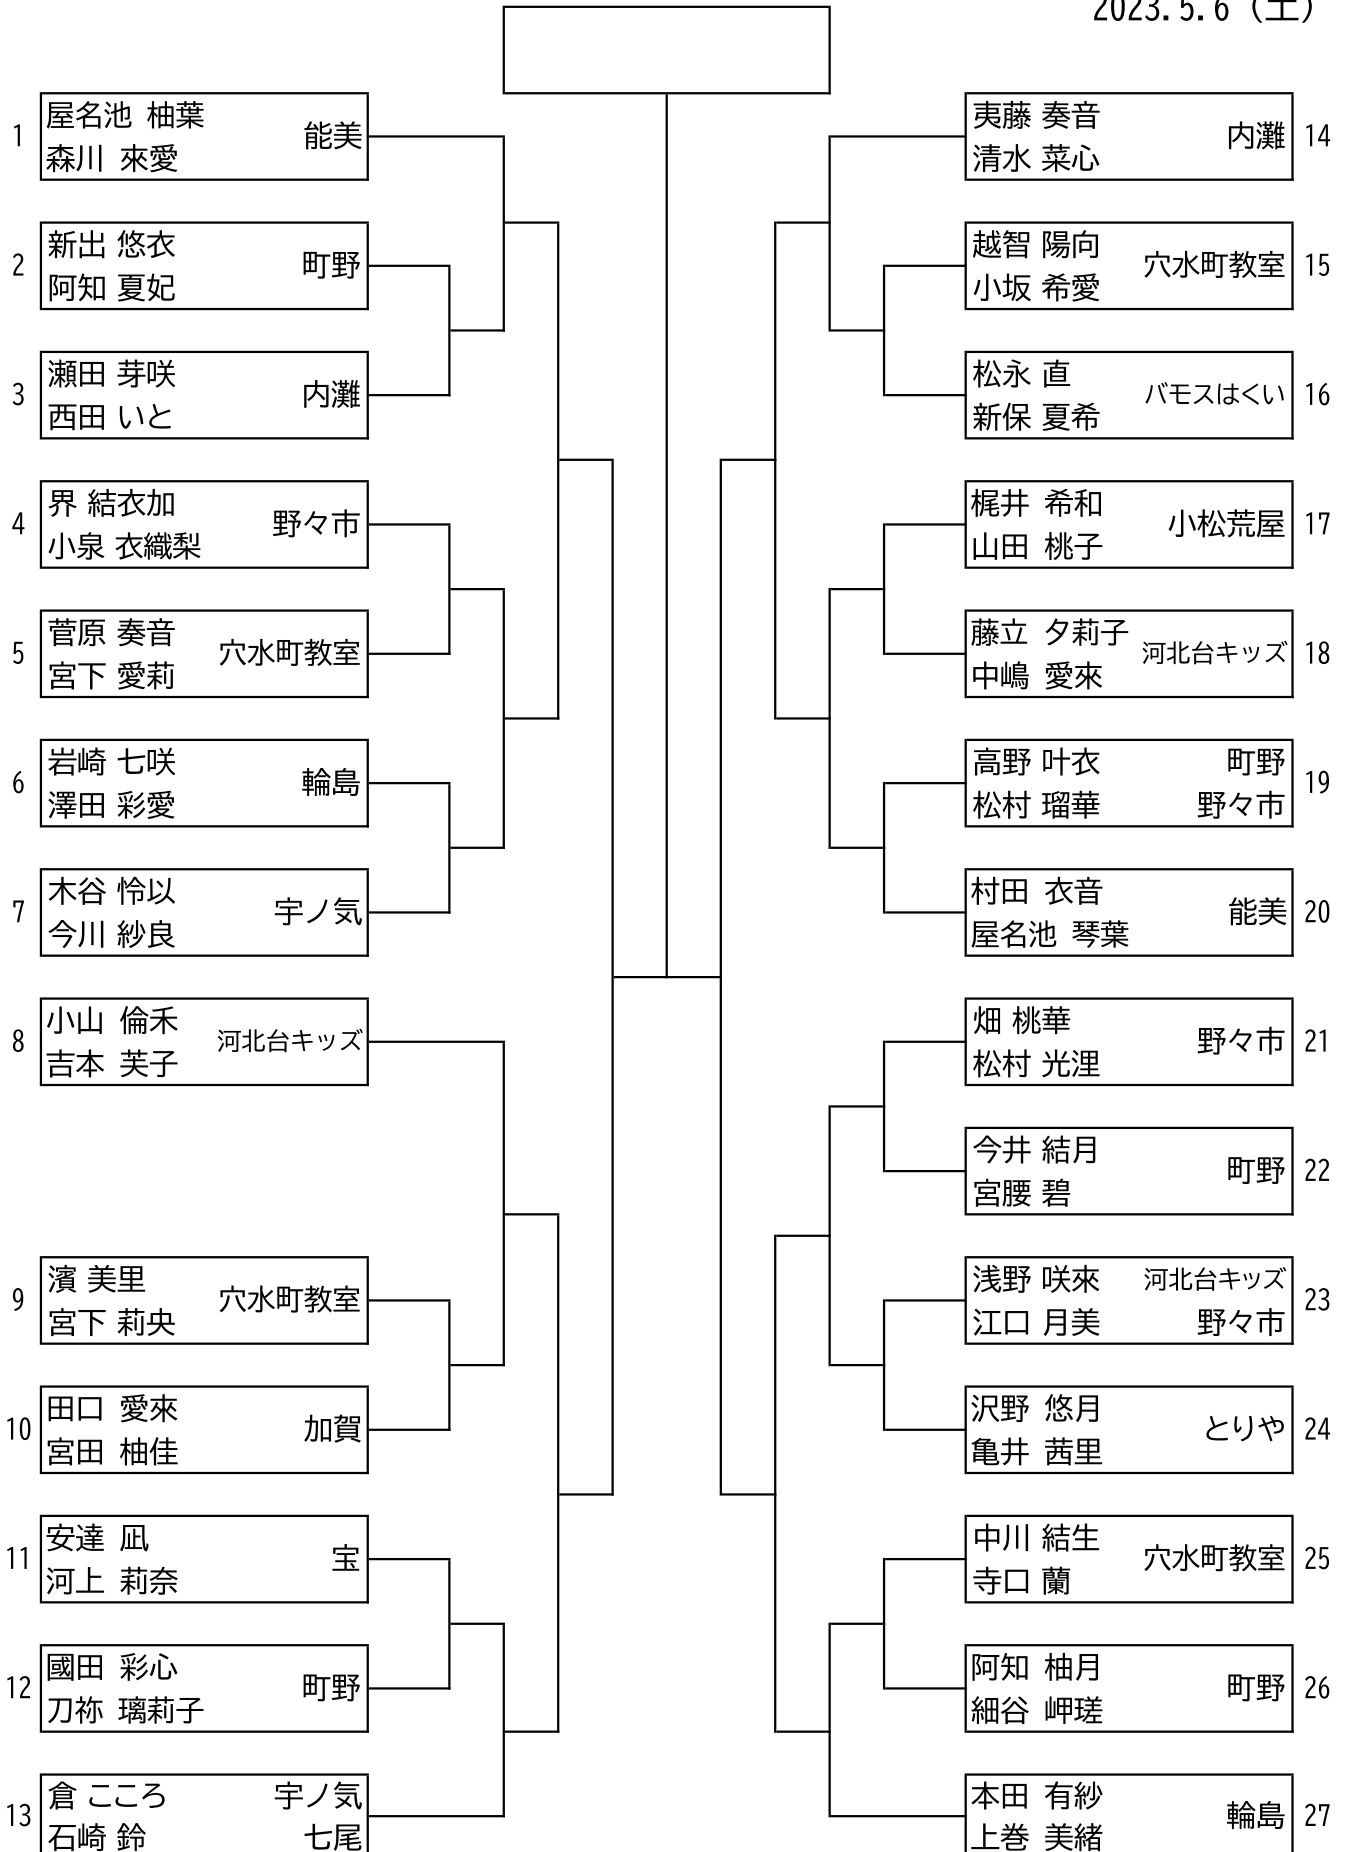 2023.5.6（土）
1 屋名池 柚葉 能美
森川 來愛
2 新出 悠衣 町野
阿知 夏妃
3 瀬田 芽咲 内灘
西田 いと
4 界 結衣加 野々市
小泉 衣織梨
5 菅原 奏音 穴水町教室
宮下 愛莉
6 岩崎 七咲 輪島
澤田 彩愛
7 木谷 怜以 宇ノ気
今川 紗良
8 小山 倫禾 河北台キッズ
吉本 芙子
9 濱 美里 穴水町教室
宮下 莉央
10 田口 愛來 加賀
宮田 柚佳
11 安達 凪 宝
河上 莉奈
12 國田 彩心 町野
刀祢 璃莉子
13 倉 こころ 宇ノ気
石崎 鈴 七尾
夷藤 奏音 内灘 14
清水 菜心
越智 陽向 穴水町教室 15
小坂 希愛
松永 直 バモスはくい 16
新保 夏希
梶井 希和 小松荒屋 17
山田 桃子
藤立 夕莉子 河北台キッズ 18
中嶋 愛來
高野 叶衣 町野 19
松村 瑠華 野々市
村田 衣音 能美 20
屋名池 琴葉
畑 桃華 野々市 21
松村 光浬
今井 結月 町野 22
宮腰 碧
浅野 咲來 河北台キッズ 23
江口 月美 野々市
沢野 悠月 とりや 24
亀井 茜里
中川 結生 穴水町教室 25
寺口 蘭
阿知 柚月 町野 26
細谷 岬瑳
本田 有紗 輪島 27
上巻 美緒